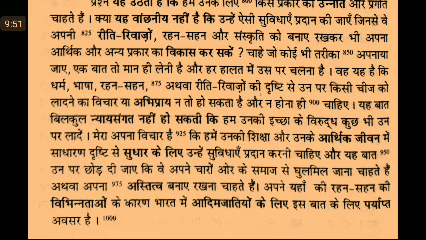 प्रश्न यह उठता है कि हम उनके लिए ⁸⁰⁰ किस प्रकार की उन्नति और प्रगति
9:51
चाहते हैं । क्या यह वांछनीय नहीं है कि उन्हें ऐसी सुविधाएँ प्रदान की जाएँ जिनसे वे
अपनी ⁸²⁵ रीति-रिवाज़ों, रहन-सहन और संस्कृति को बनाए रखकर भी अपना
आर्थिक और अन्य प्रकार का विकास कर सकें ? चाहे जो कोई भी तरीका ⁸⁵⁰ अपनाया
जाए, एक बात तो मान ही लेनी है और हर हालत में उस पर चलना है । वह यह है कि
धर्म, भाषा, रहन-सहन, ⁸⁷⁵ अथवा रीति-रिवाजों की दृष्टि से उन पर किसी चीज को
लादने का विचार या अभिप्राय न तो हो सकता है और न होना ही ⁹⁰⁰ चाहिए । यह बात
बिलकुल न्यायसंगत नहीं हो सकती कि हम उनकी इच्छा के विरुद्ध कुछ भी उन
पर लादें । मेरा अपना विचार है ⁹²⁵ कि हमें उनकी शिक्षा और उनके आर्थिक जीवन में
साधारण दृष्टि से सुधार के लिए उन्हें सुविधाएँ प्रदान करनी चाहिए और यह बात ⁹⁵⁰
उन पर छोड़ दी जाए कि वे अपने चारों ओर के समाज से घुलमिल जाना चाहते हैं
अथवा अपना ⁹⁷⁵ अस्तित्व बनाए रखना चाहते हैं। अपने यहाँ की रहन-सहन की
विभिन्नताओं के कारण भारत में आदिमजातियों के लिए इस बात के लिए पर्याप्त
अवसर है । ¹⁰⁰⁰